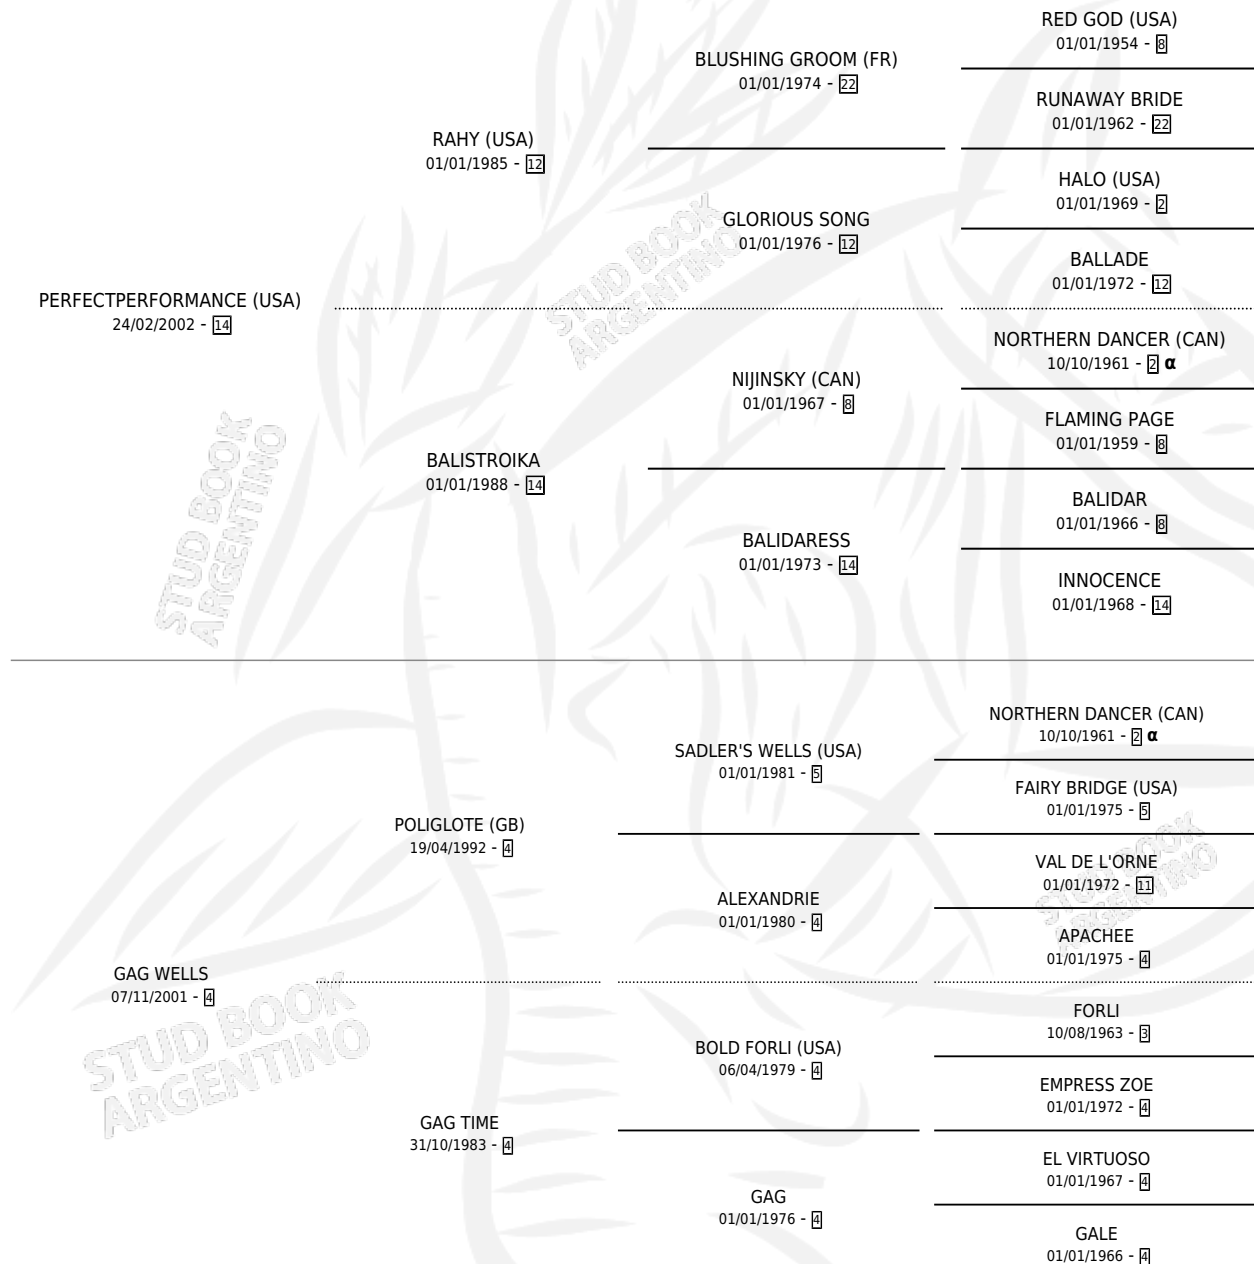 RED GOD (USA)
01/01/1954 - 8
BLUSHING GROOM (FR)
01/01/1974 - 22
RUNAWAY BRIDE
01/01/1962 - 22
RAHY (USA)
01/01/1985 - 12
HALO (USA)
01/01/1969 - 2
GLORIOUS SONG
01/01/1976 - 12
BALLADE
01/01/1972 - 12
PERFECTPERFORMANCE (USA)
24/02/2002 - 14
STUD BOOK
ARGENTINO
NORTHERN DANCER (CAN)
10/10/1961 - 2 α
NIJINSKY (CAN)
01/01/1967 - 8
FLAMING PAGE
01/01/1959 - 8
BALISTROIKA
01/01/1988 - 14
BALIDAR
01/01/1966 - 8
BALIDARESS
01/01/1973 - 14
INNOCENCE
01/01/1968 - 14
STUD BOOK
ARGENTINO
NORTHERN DANCER (CAN)
10/10/1961 - 2 α
SADLER'S WELLS (USA)
01/01/1981 - 5
FAIRY BRIDGE (USA)
01/01/1975 - 5
POLIGLOTE (GB)
19/04/1992 - 4
VAL DE L'ORNE
01/01/1972 - 11
STUD BOOK
ARGENTINO
ALEXANDRIE
01/01/1980 - 4
APACHEE
01/01/1975 - 4
GAG WELLS
07/11/2001 - 4
STUD BOOK
ARGENTINO
FORLI
10/08/1963 - 3
BOLD FORLI (USA)
06/04/1979 - 4
EMPRESS ZOE
01/01/1972 - 4
GAG TIME
31/10/1983 - 4
EL VIRTUOSO
01/01/1967 - 4
GAG
01/01/1976 - 4
GALE
01/01/1966 - 4